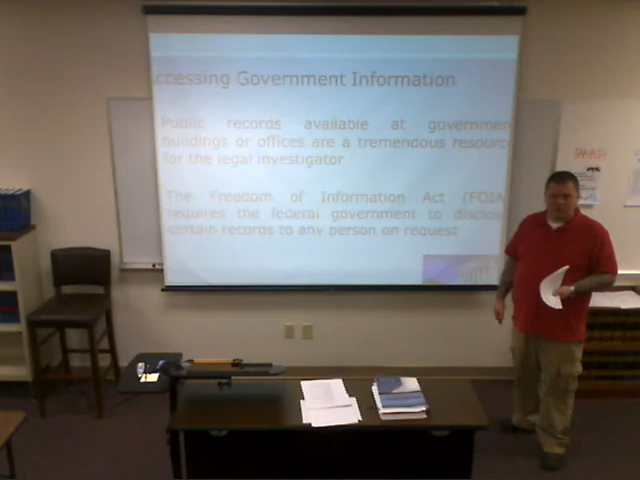 ccessing Government Information
Public records available at governmen
buildings or offices are a tremendous resourc
for the legal investigator
The Freedom of Information Act (FOIA
requires the federal government to disclo
certain records to any person on request